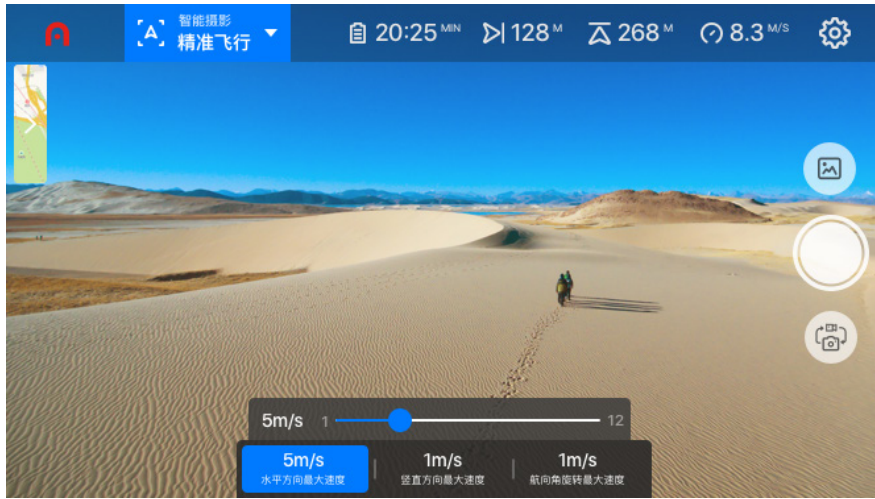 智能摄影
精准飞行
20:25 MIN
128 M
268 M
8.3 M/S
5m/s 1 12
5m/s
水平方向最大速度
1m/s
竖直方向最大速度
1m/s
航向角旋转最大速度